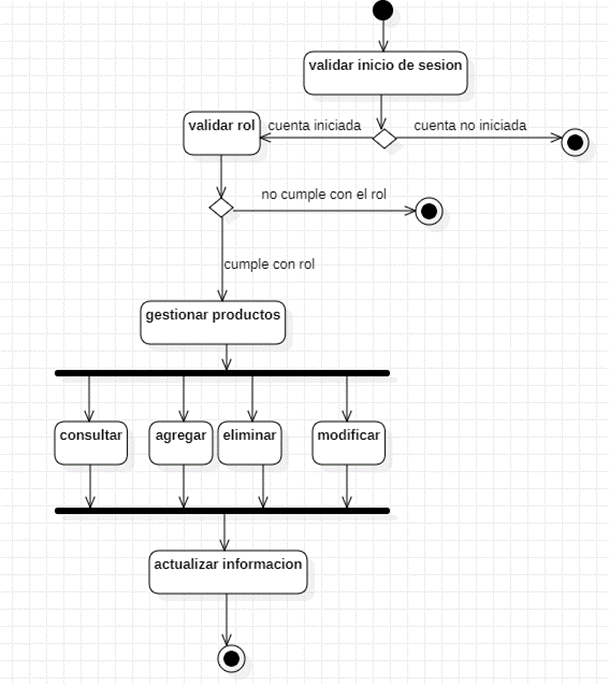 validar inicio de sesion
validar rol
cuenta iniciada
cuenta no iniciada
no cumple con el rol
cumple con rol
gestionar productos
consultar
agregar
eliminar
modificar
actualizar informacion